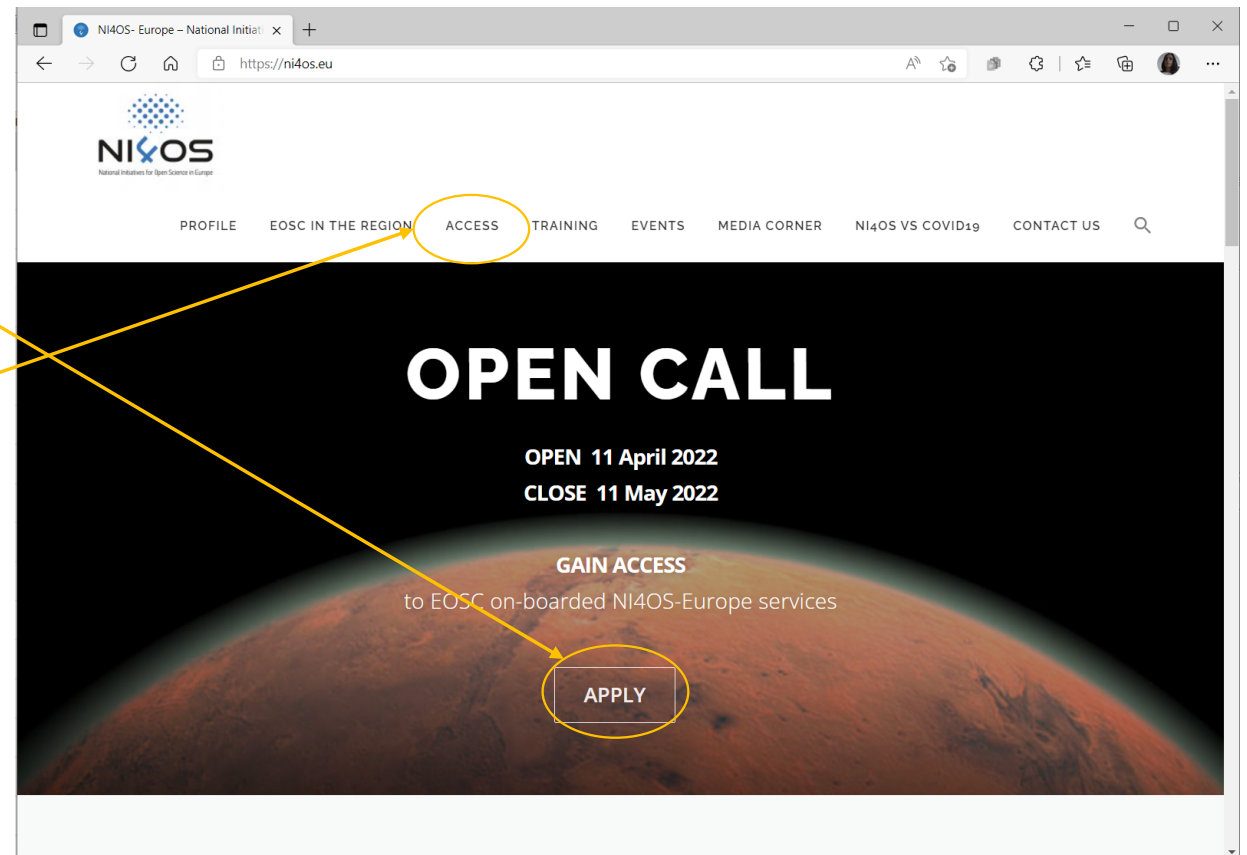 NI4OS- Europe – National Initiati
https://ni4os.eu
NI4OS
National Initiatives for Open Science in Europe
PROFILE EOSC IN THE REGION ACCESS TRAINING EVENTS MEDIA CORNER NI4OS VS COVID19 CONTACT US
OPEN CALL
OPEN 11 April 2022
CLOSE 11 May 2022
GAIN ACCESS
to EOSC on-boarded NI4OS-Europe services
APPLY